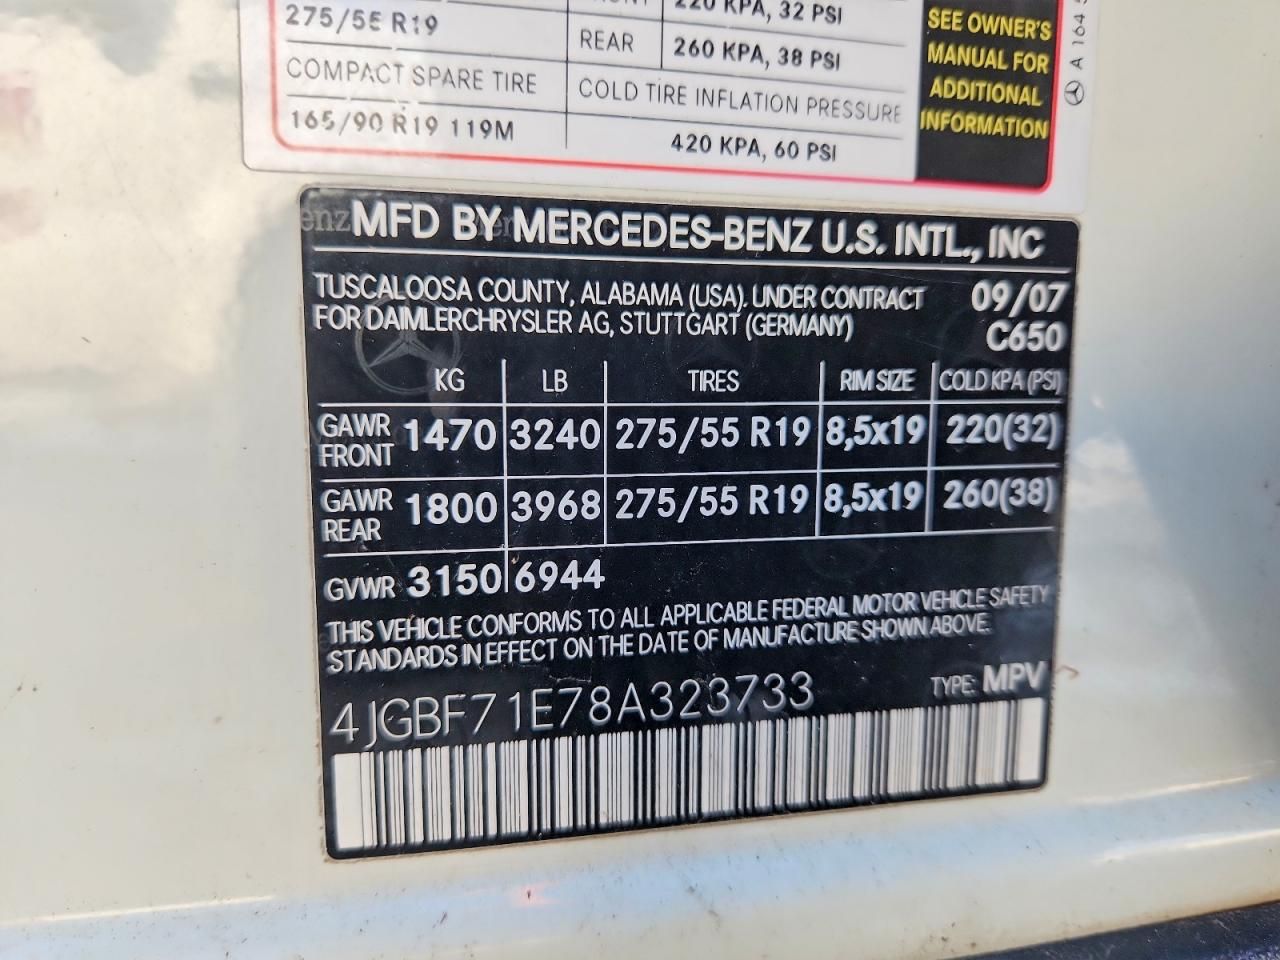 220 KPA, 32 PSI
275/55 R19
REAR
260 KPA, 38 PSI
COMPACT SPARE TIRE
COLD TIRE INFLATION PRESSURE
165/90 R19 119M
420 KPA, 60 PSI
SEE OWNER'S
MANUAL FOR
ADDITIONAL
INFORMATION
A 164
MFD BY MERCEDES-BENZ U.S. INTL., INC
TUSCALOOSA COUNTY, ALABAMA (USA). UNDER CONTRACT 09/07
FOR DAIMLERCHRYSLER AG, STUTTGART (GERMANY) C650
KG LB TIRES RIM SIZE COLD KPA (PSI)
GAWR FRONT 1470 3240 275/55 R19 8,5x19 220(32)
GAWR REAR 1800 3968 275/55 R19 8,5x19 260(38)
GVWR 3150 6944
THIS VEHICLE CONFORMS TO ALL APPLICABLE FEDERAL MOTOR VEHICLE SAFETY
STANDARDS IN EFFECT ON THE DATE OF MANUFACTURE SHOWN ABOVE.
4JGBF71E78A323733 TYPE: MPV